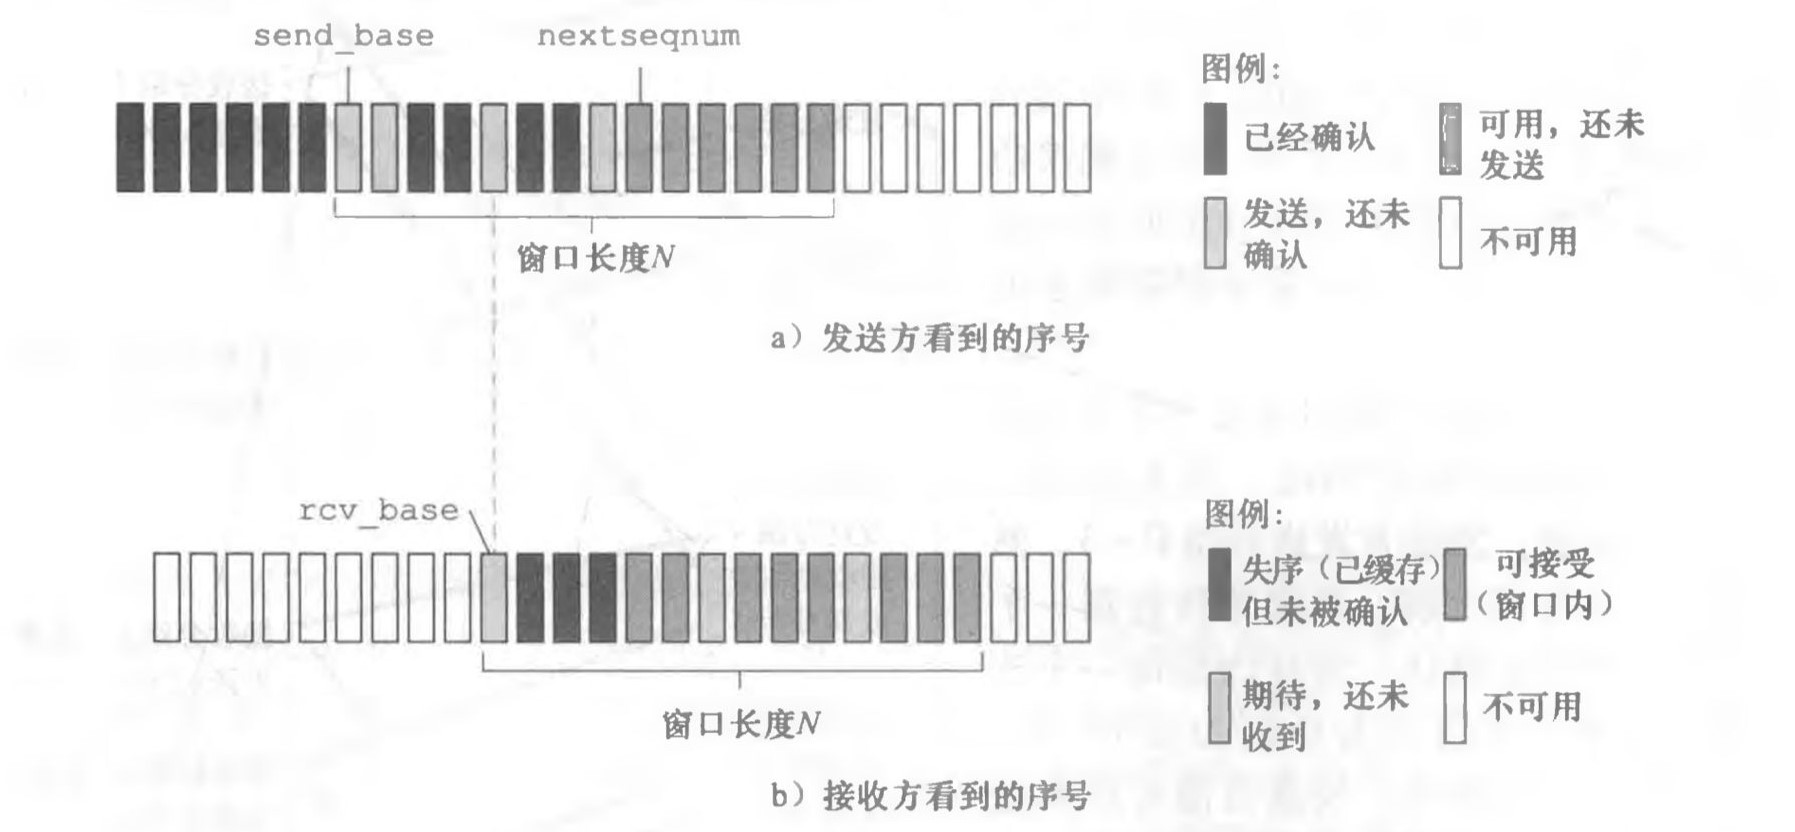 send_base
nextseqnum
图例:
已经确认
可用，还未
发送
发送，还未
确认
不可用
窗口长度N
a）发送方看到的序号
rcv_base
图例:
失序（已缓存）
但未被确认
可接受
（窗口内）
期待，还未
收到
不可用
窗口长度N
b）接收方看到的序号